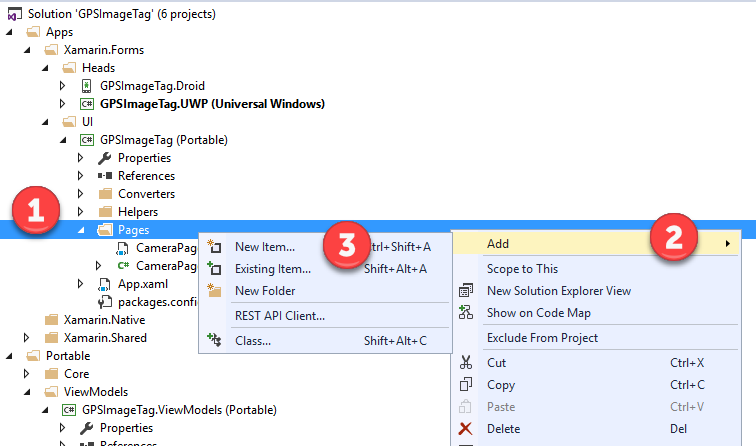 Solution 'GPSImageTag' (6 projects)
Apps
Xamarin.Forms
Heads
GPSImageTag.Droid
C# GPSImageTag.UWP (Universal Windows)
UI
C# GPSImageTag (Portable)
Properties
References
Converters
1
Helpers
Pages
CameraPag
C# CameraPag
App.xaml
packages.confi
Xamarin.Native
Xamarin.Shared
Portable
Core
ViewModels
C# GPSImageTag.ViewModels (Portable)
Properties
References
New Item... 3 Ctrl+Shift+A
Existing Item... Shift+Alt+A
New Folder
REST API Client...
Class... Shift+Alt+C
Add 2
Scope to This
New Solution Explorer View
Show on Code Map
Exclude From Project
Cut Ctrl+X
Copy Ctrl+C
Paste Ctrl+V
Delete Del